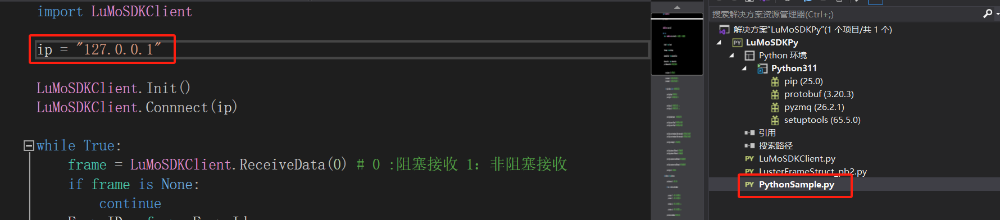 import LuMoSDKClient
ip = "127.0.0.1"
LuMoSDKClient.Init()
LuMoSDKClient.Connnect(ip)
while True:
frame = LuMoSDKClient.ReceiveData(0) # 0 :阻塞接收 1：非阻塞接收
if frame is None:
continue
搜索解决方案资源管理器(Ctrl+;)
解决方案"LuMoSDKPy"(1 个项目/共 1 个)
PY LuMoSDKPy
Python 环境
Python311
pip (25.0)
protobuf (3.20.3)
pyzmq (26.2.1)
setuptools (65.5.0)
引用
搜索路径
PY LuMoSDKClient.py
LusterFrameStruct_pb2.py
PY PythonSample.py